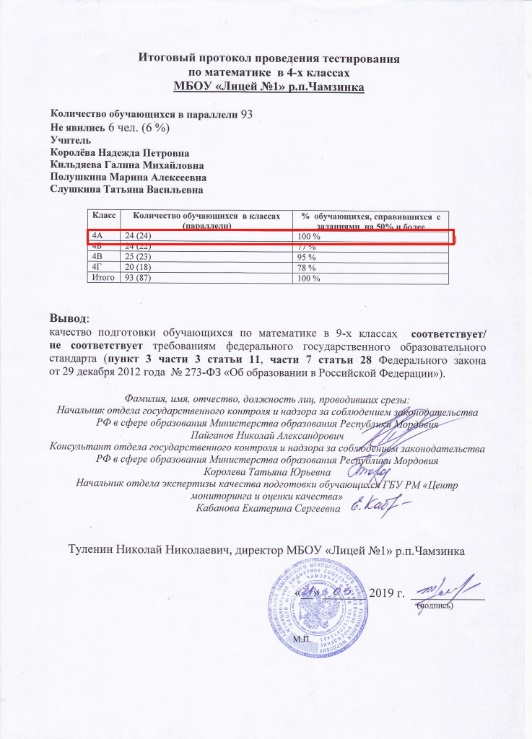 Итоговый протокол проведения тестирования
по математике в 4-х классах
МБОУ «Лицей №1» р.п.Чамзинка
Количество обучающихся в параллели 93
Не явились 6 чел. (6 %)
Учитель
Королёва Надежда Петровна
Кильдяева Галина Михайловна
Полушкина Марина Алексеевна
Слушкина Татьяна Васильевна
Класс Количество обучающихся в классах (параллели) % обучающихся, справившихся с заданиями на 50% и более
4А 24 (24) 100 %
4Б 24 (22) 77 %
4В 25 (23) 95 %
4Г 20 (18) 78 %
Итого 93 (87) 100 %
Вывод:
качество подготовки обучающихся по математике в 9-х классах соответствует/
не соответствует требованиям федерального государственного образовательного
стандарта (пункт 3 части 3 статьи 11, части 7 статьи 28 Федерального закона
от 29 декабря 2012 года № 273-ФЗ «Об образовании в Российской Федерации»).
Фамилия, имя, отчество, должность лиц, проводивших срезы:
Начальник отдела государственного контроля и надзора за соблюдением законодательства
РФ в сфере образования Министерства образования Республики Мордовия
Пайганов Николай Александрович
Консультант отдела государственного контроля и надзора за соблюдением законодательства
РФ в сфере образования Министерства образования Республики Мордовия
Королева Татьяна Юрьевна
Начальник отдела экспертизы качества подготовки обучающихся ГБУ РМ «Центр
мониторинга и оценки качества»
Кабанова Екатерина Сергеевна
Туленин Николай Николаевич, директор МБОУ «Лицей №1» р.п.Чамзинка
2019 г.
(подпись)
М.П.